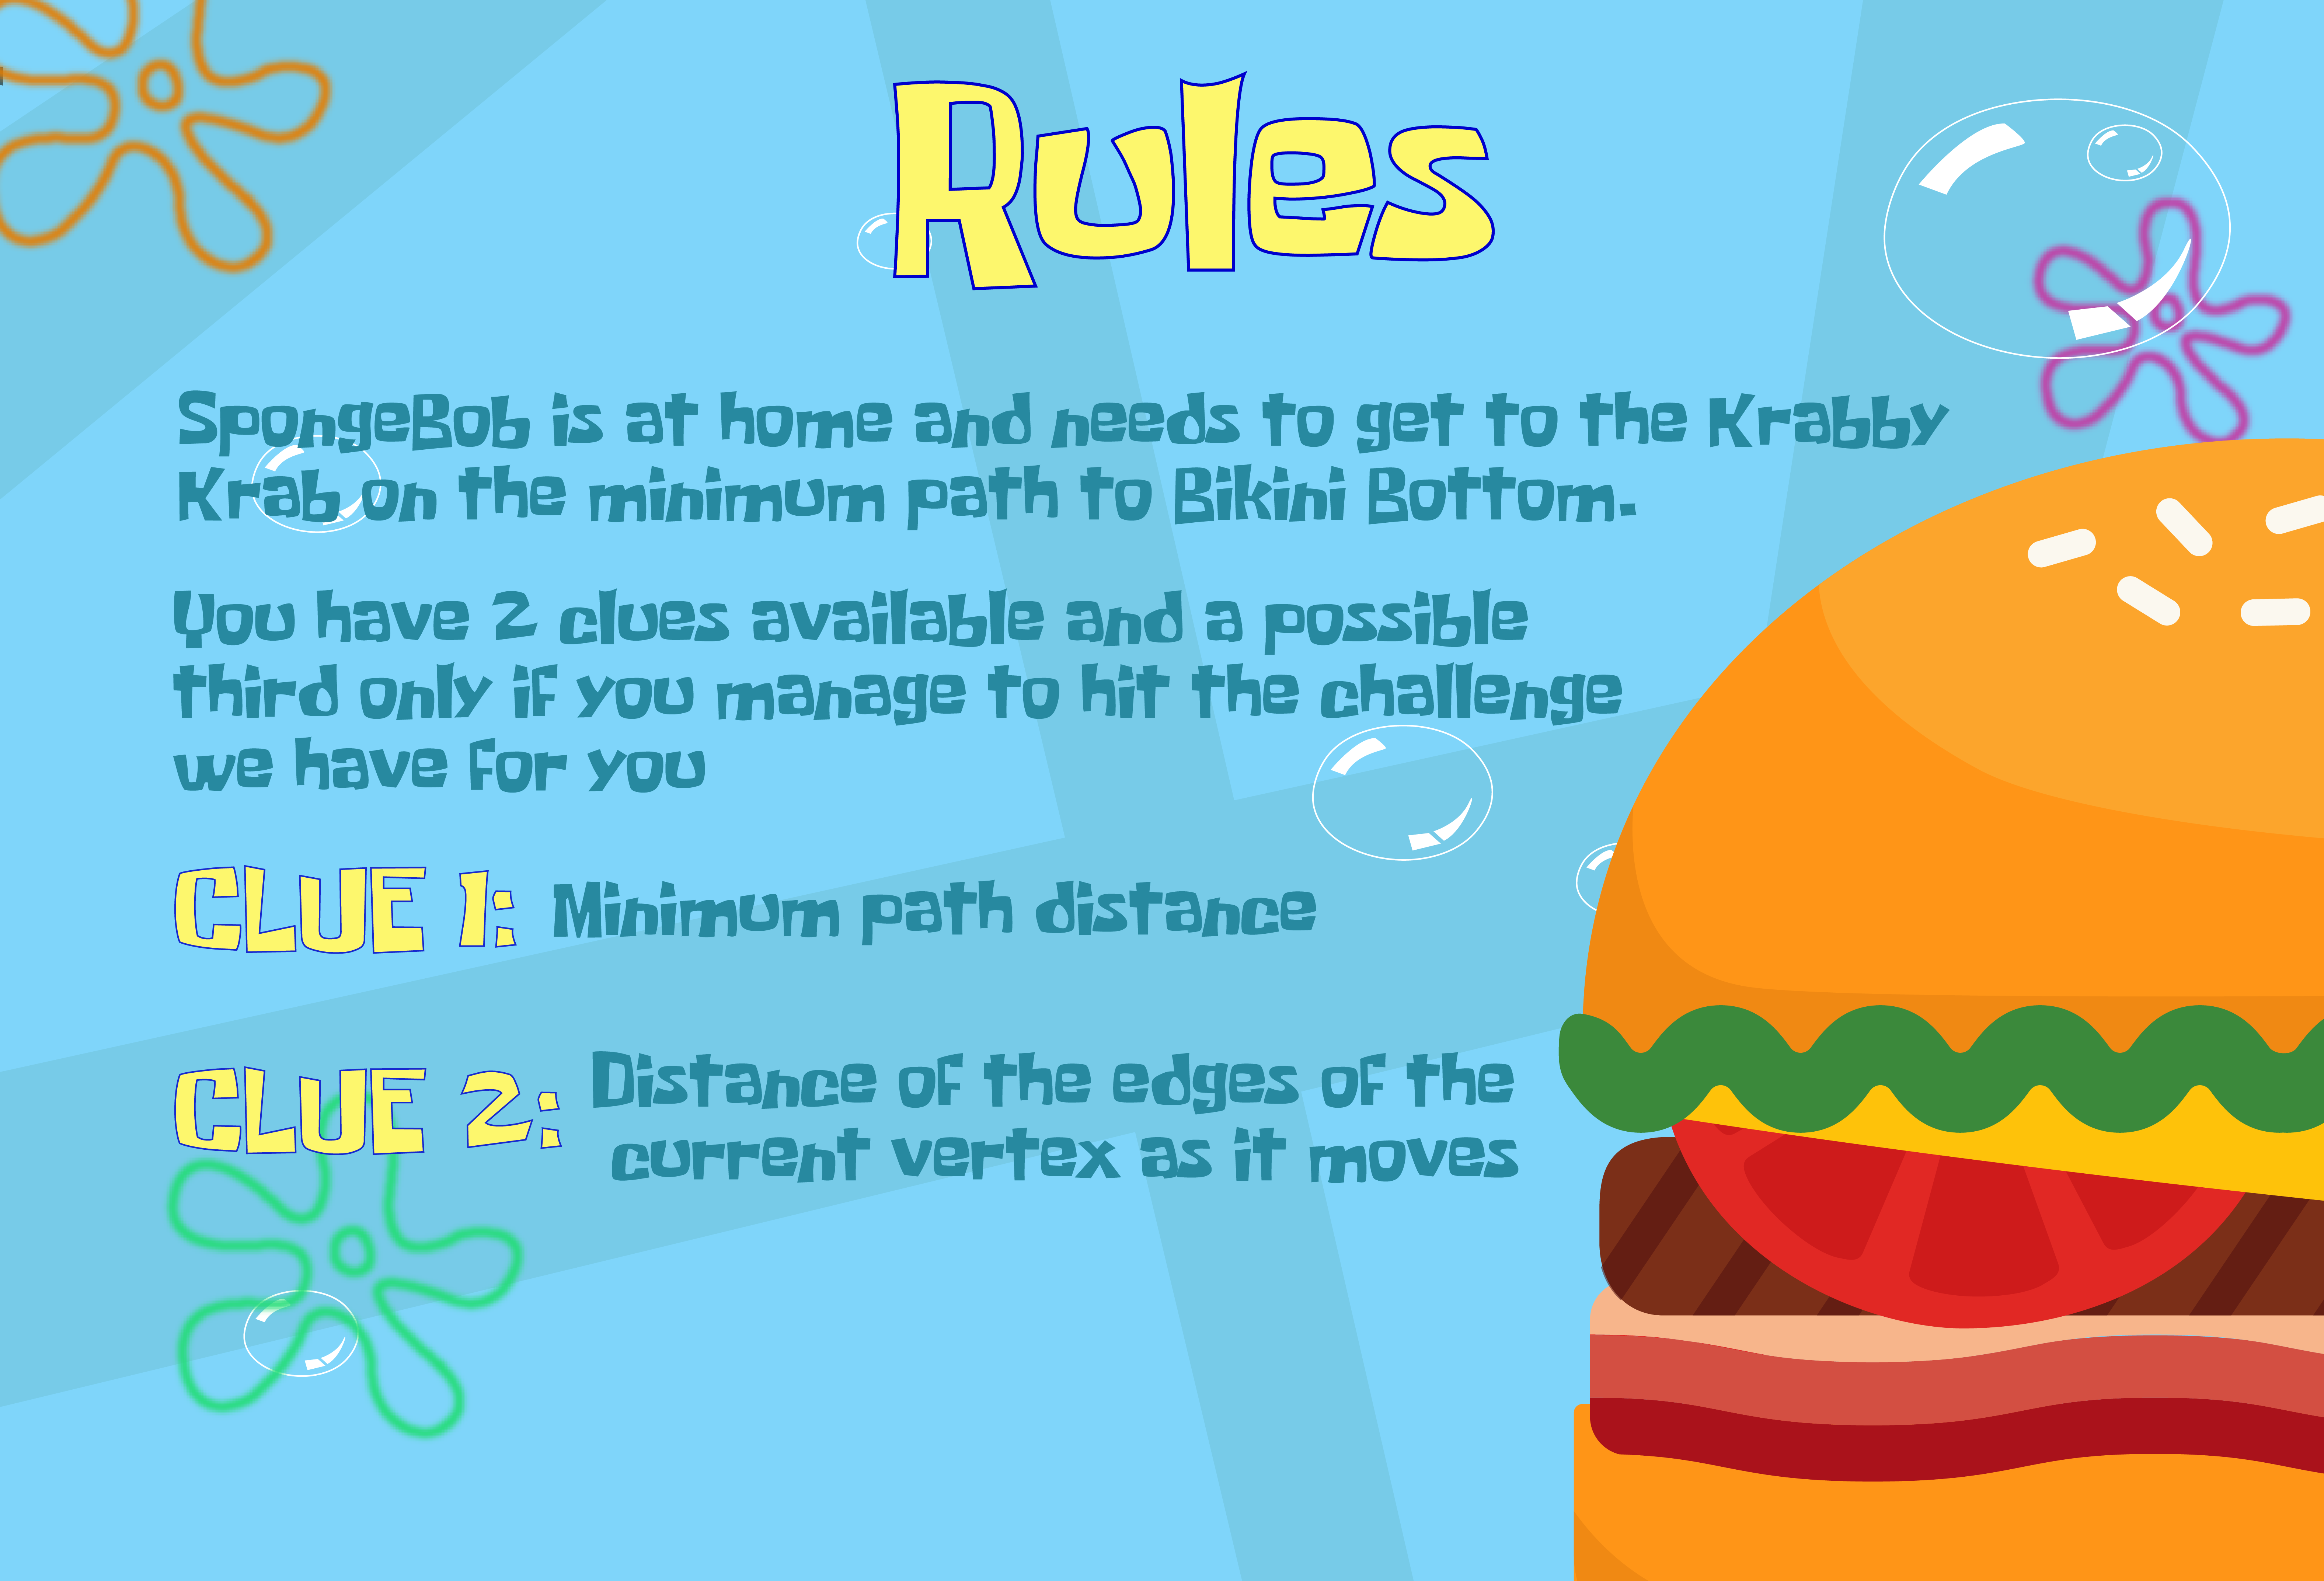 Rules
SpongeBob is at home and needs to get to the Krabby
Krab on the minimum path to Bikini Bottom.
You have 2 clues available and a possible
third only if you manage to hit the challenge
we have for you
CLUE 1: Minimum path distance
CLUE 2: Distance of the edges of the
current vertex as it moves